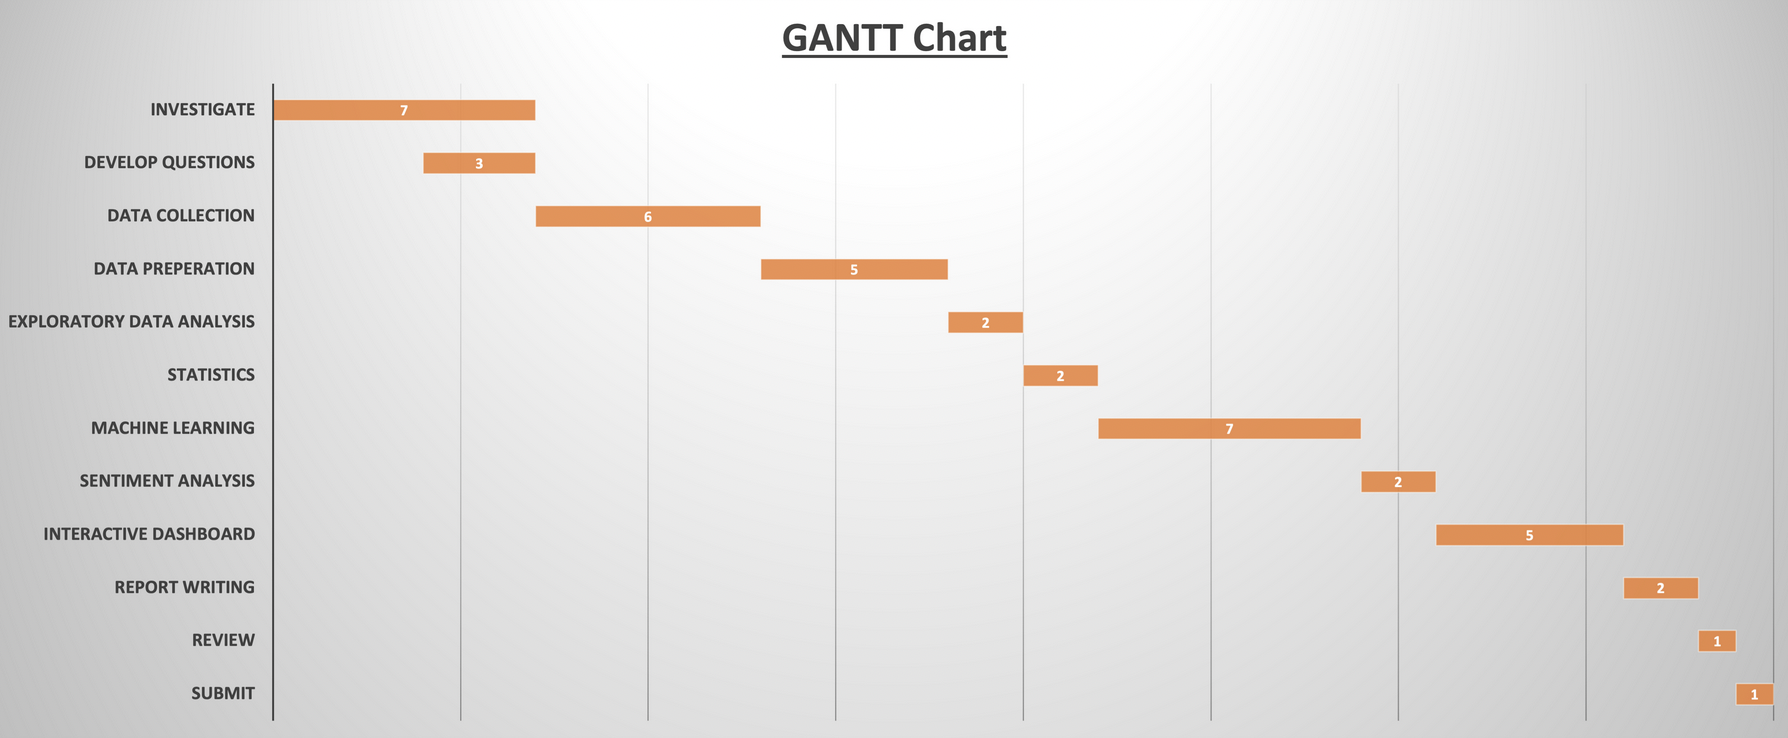 GANTT Chart
INVESTIGATE 7
DEVELOP QUESTIONS 3
DATA COLLECTION 6
DATA PREPERATION 5
EXPLORATORY DATA ANALYSIS 2
STATISTICS 2
MACHINE LEARNING 7
SENTIMENT ANALYSIS 2
INTERACTIVE DASHBOARD 5
REPORT WRITING 2
REVIEW 1
SUBMIT 1